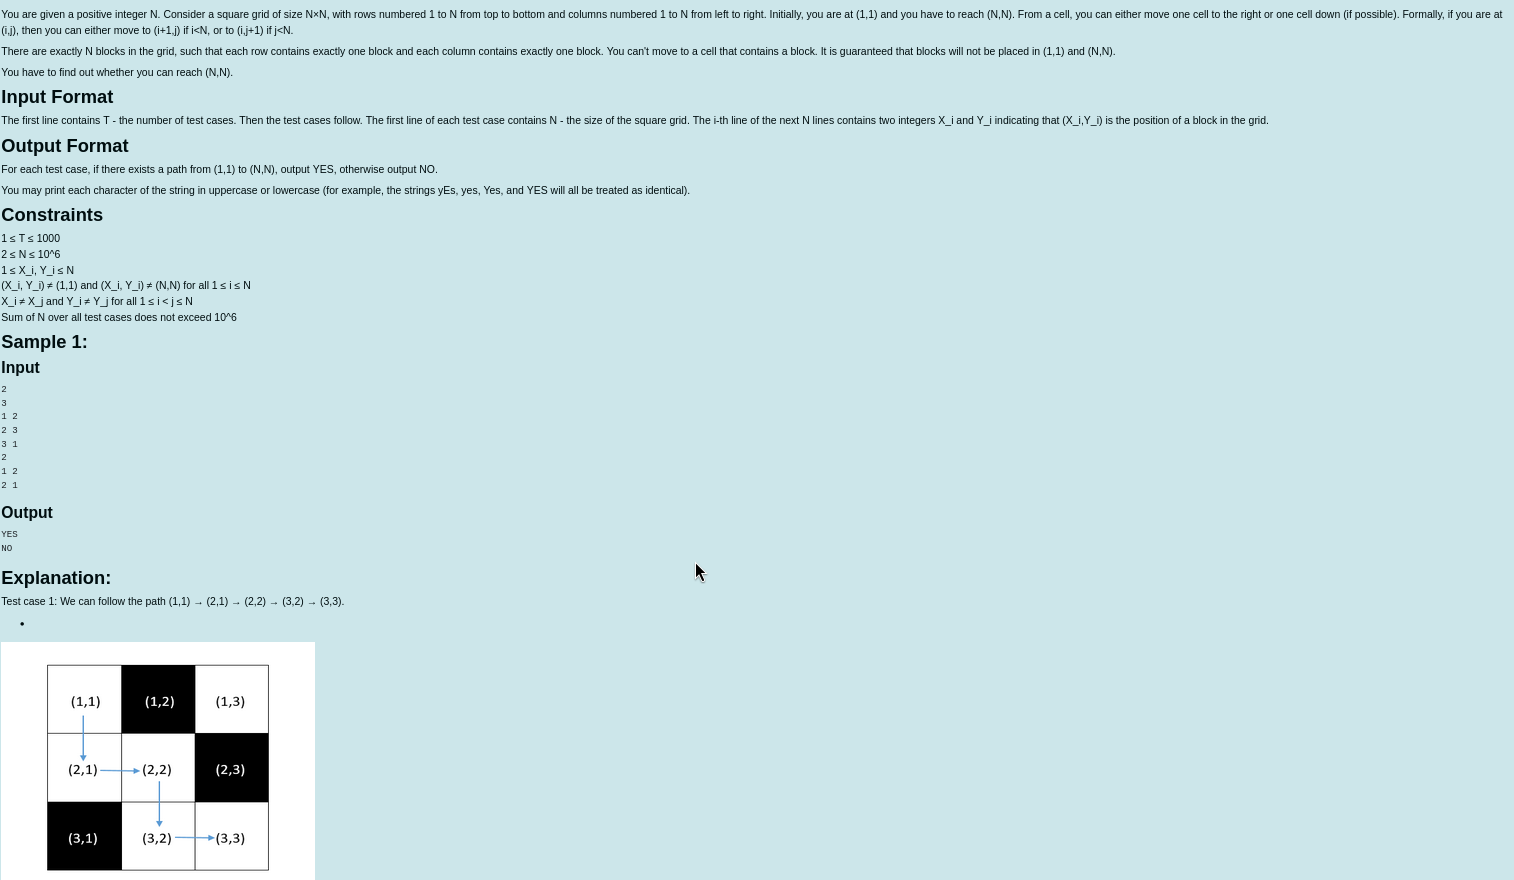 You are given a positive integer N. Consider a square grid of size N×N, with rows numbered 1 to N from top to bottom and columns numbered 1 to N from left to right. Initially, you are at (1,1) and you have to reach (N,N). From a cell, you can either move one cell to the right or one cell down (if possible). Formally, if you are at
(i,j), then you can either move to (i+1,j) if i<N, or to (i,j+1) if j<N.
There are exactly N blocks in the grid, such that each row contains exactly one block and each column contains exactly one block. You can't move to a cell that contains a block. It is guaranteed that blocks will not be placed in (1,1) and (N,N).
You have to find out whether you can reach (N,N).
Input Format
The first line contains T - the number of test cases. Then the test cases follow. The first line of each test case contains N - the size of the square grid. The i-th line of the next N lines contains two integers X_i and Y_i indicating that (X_i,Y_i) is the position of a block in the grid.
Output Format
For each test case, if there exists a path from (1,1) to (N,N), output YES, otherwise output NO.
You may print each character of the string in uppercase or lowercase (for example, the strings yEs, yes, Yes, and YES will all be treated as identical).
Constraints
1 ≤ T ≤ 1000
2 ≤ N ≤ 10^6
1 ≤ X_i, Y_i ≤ N
(X_i, Y_i) ≠ (1,1) and (X_i, Y_i) ≠ (N,N) for all 1 ≤ i ≤ N
X_i ≠ X_j and Y_i ≠ Y_j for all 1 ≤ i < j ≤ N
Sum of N over all test cases does not exceed 10^6
Sample 1:
Input
2
3
1 2
2 3
3 1
2
1 2
2 1
Output
YES
NO
Explanation:
Test case 1: We can follow the path (1,1) → (2,1) → (2,2) → (3,2) → (3,3).
(1,1) (1,2) (1,3)
(2,1) (2,2) (2,3)
(3,1) (3,2) (3,3)